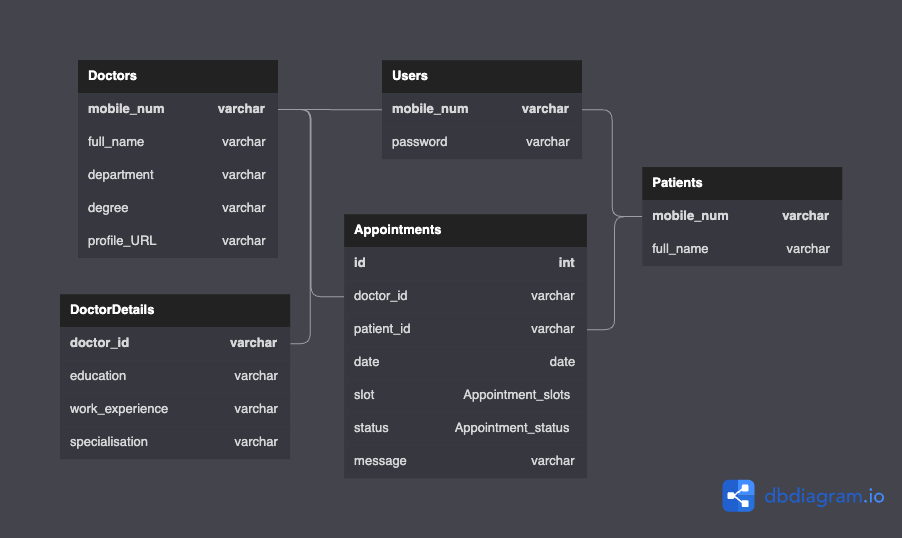 Doctors
mobile_num varchar
full_name varchar
department varchar
degree varchar
profile_URL varchar
Users
mobile_num varchar
password varchar
Patients
mobile_num varchar
full_name varchar
Appointments
id int
doctor_id varchar
patient_id varchar
date date
slot Appointment_slots
status Appointment_status
message varchar
DoctorDetails
doctor_id varchar
education varchar
work_experience varchar
specialisation varchar
dbdiagram.io